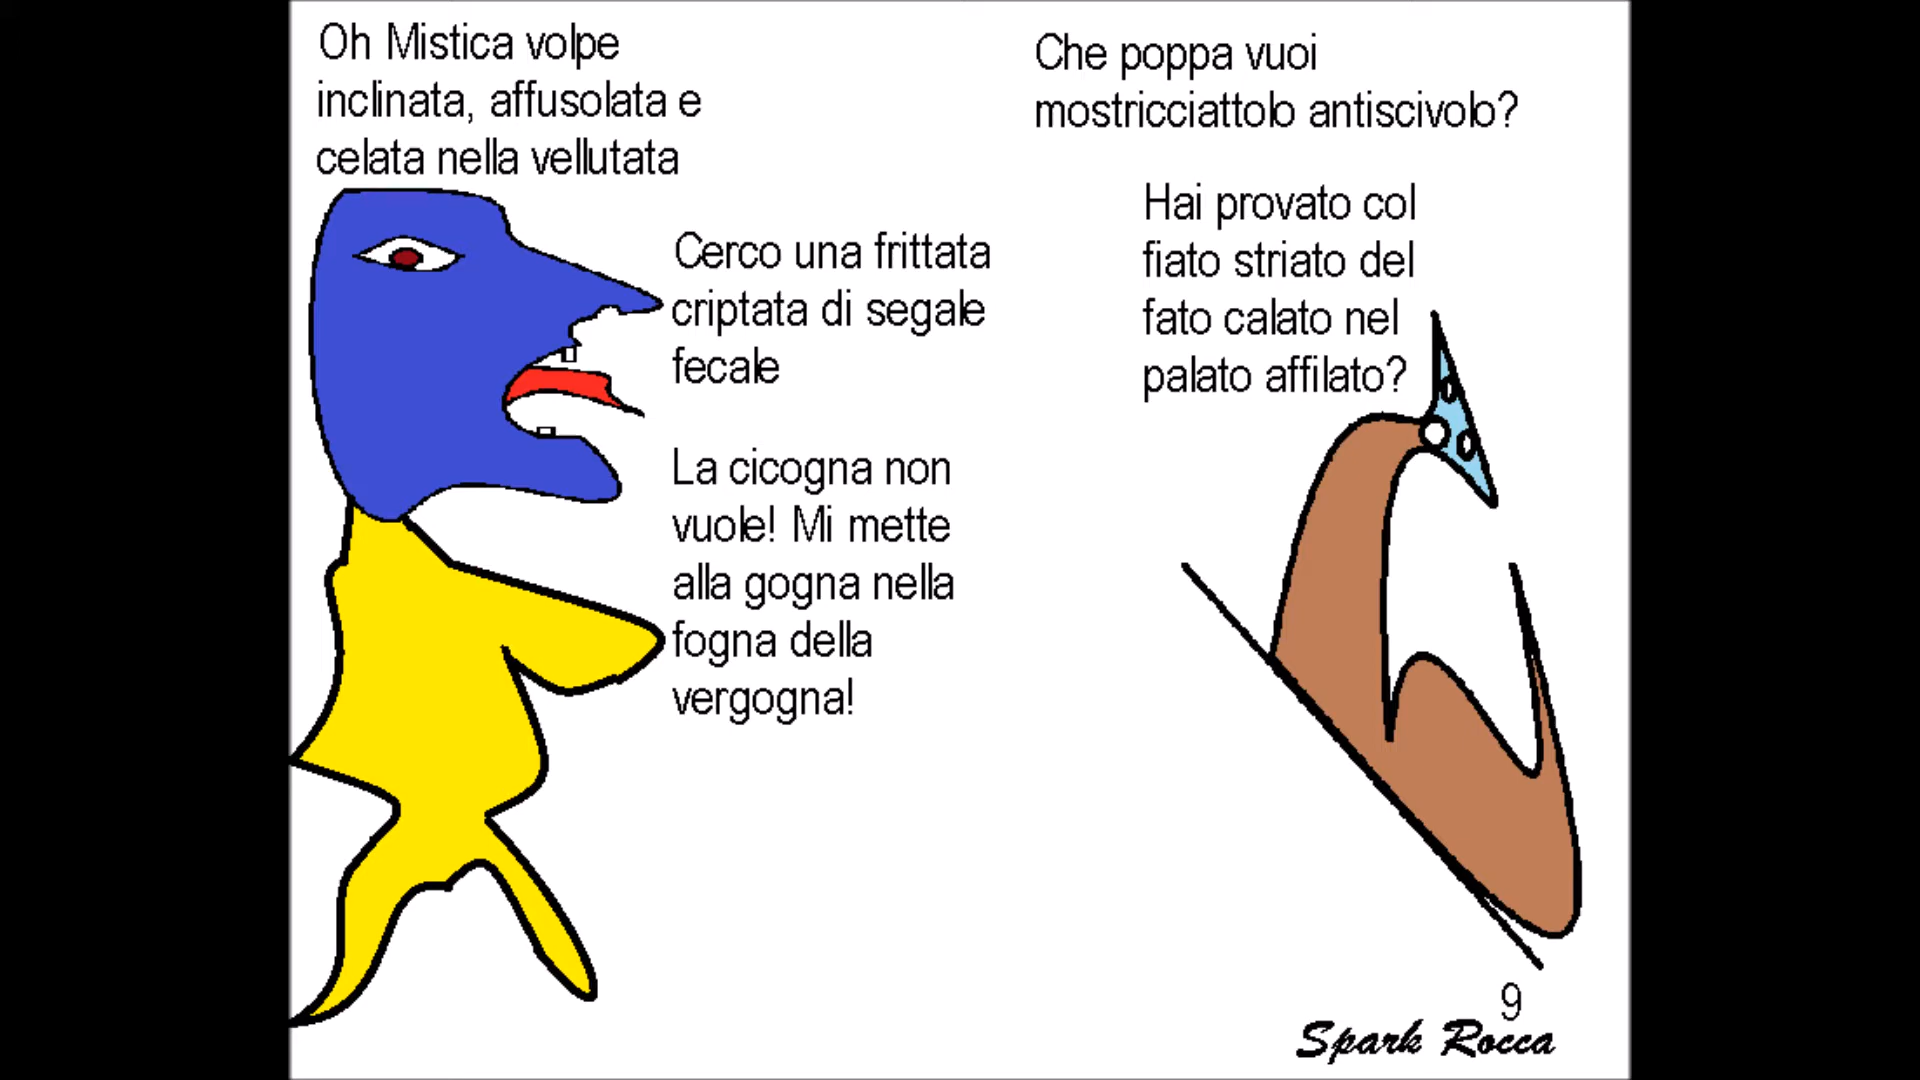 Oh Mistica volpe
inclinata, affusolata e
celata nella vellutata
Che poppa vuoi
mostricciattolo antiscivolo?
Cerco una frittata
criptata di segale
fecale
Hai provato col
fiato striato del
fato calato nel
palato affilato?
La cicogna non
vuole! Mi mette
alla gogna nella
fogna della
vergogna!
9
Spark Rocca